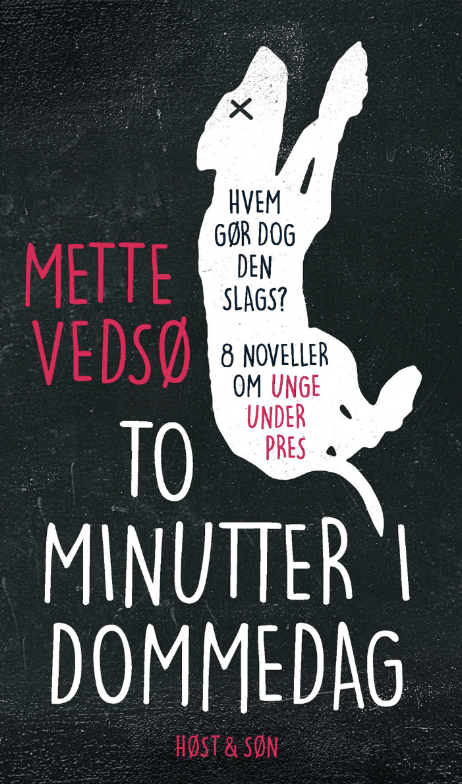 HVEM
GØR DOG
DEN
SLAGS?
8 NOVELLER
OM UNGE
UNDER
PRES
METTE
VEDSØ
TO
MINUTTER I
DOMMEDAG
HØST & SØN